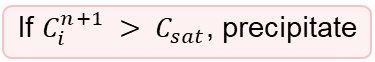 If $C_i^{n+1} > C_{sat}$, precipitate